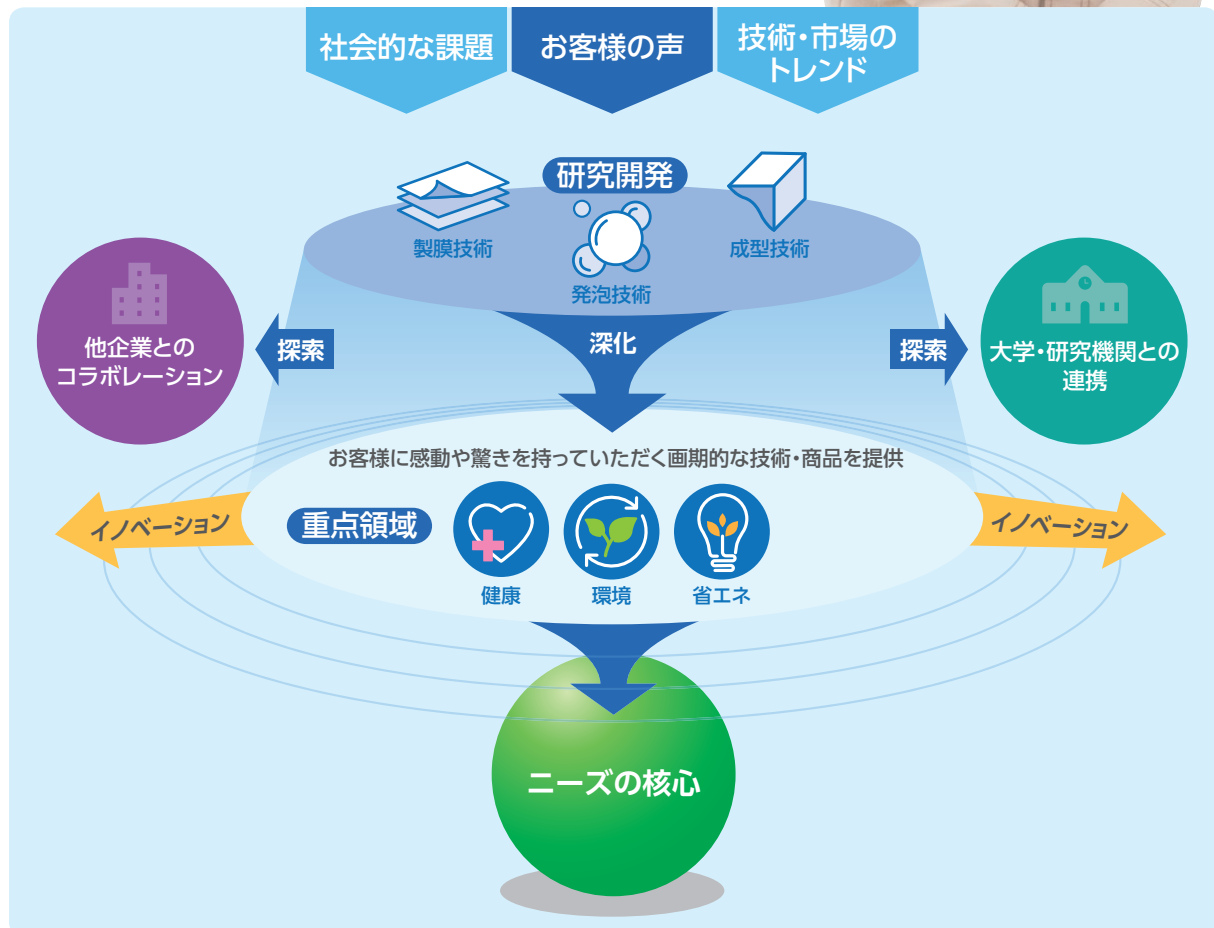 社会的な課題
お客様の声
技術・市場の
トレンド
研究開発
製膜技術
発泡技術
成型技術
他企業との
コラボレーション
探索
深化
探索
大学・研究機関との
連携
お客様に感動や驚きを持っていただく画期的な技術・商品を提供
イノベーション
重点領域
健康
環境
省エネ
イノベーション
ニーズの核心